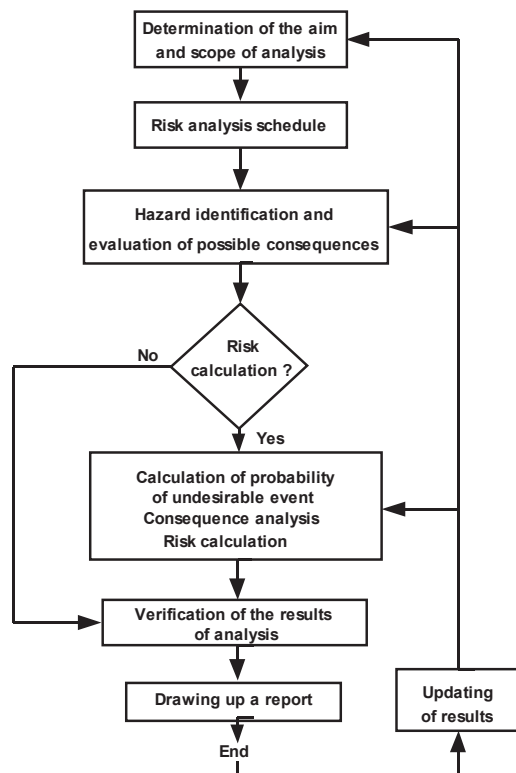 Determination of the aim
and scope of analysis
Risk analysis schedule
Hazard identification and
evaluation of possible consequences
No
Risk
calculation ?
Yes
Calculation of probability
of undesirable event
Consequence analysis
Risk calculation
Verification of the results
of analysis
Drawing up a report
Updating
of results
End